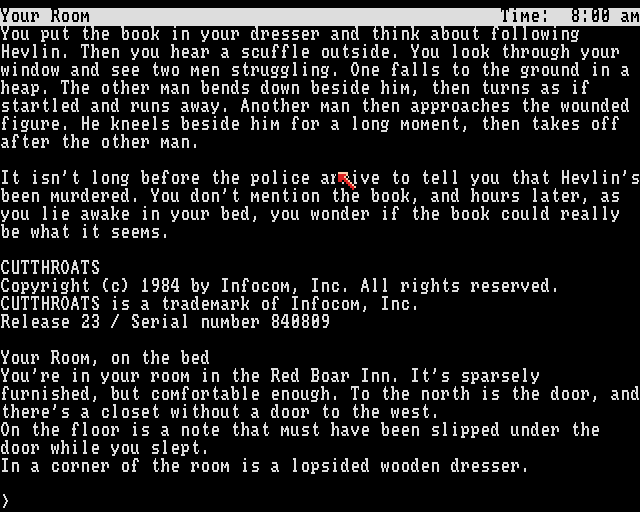 Your Room Time: 8:00 am
You put the book in your dresser and think about following
Hevlin. Then you hear a scuffle outside. You look through your
window and see two men struggling. One falls to the ground in a
heap. The other man bends down beside him, then turns as if
startled and runs away. Another man then approaches the wounded
figure. He kneels beside him for a long moment, then takes off
after the other man.
It isn't long before the police arrive to tell you that Hevlin's
been murdered. You don't mention the book, and hours later, as
you lie awake in your bed, you wonder if the book could really
be what it seems.
CUTTHROATS
Copyright (c) 1984 by Infocom, Inc. All rights reserved.
CUTTHROATS is a trademark of Infocom, Inc.
Release 23 / Serial number 840809
Your Room, on the bed
You're in your room in the Red Boar Inn. It's sparsely
furnished, but comfortable enough. To the north is the door, and
there's a closet without a door to the west.
On the floor is a note that must have been slipped under the
door while you slept.
In a corner of the room is a lopsided wooden dresser.
>